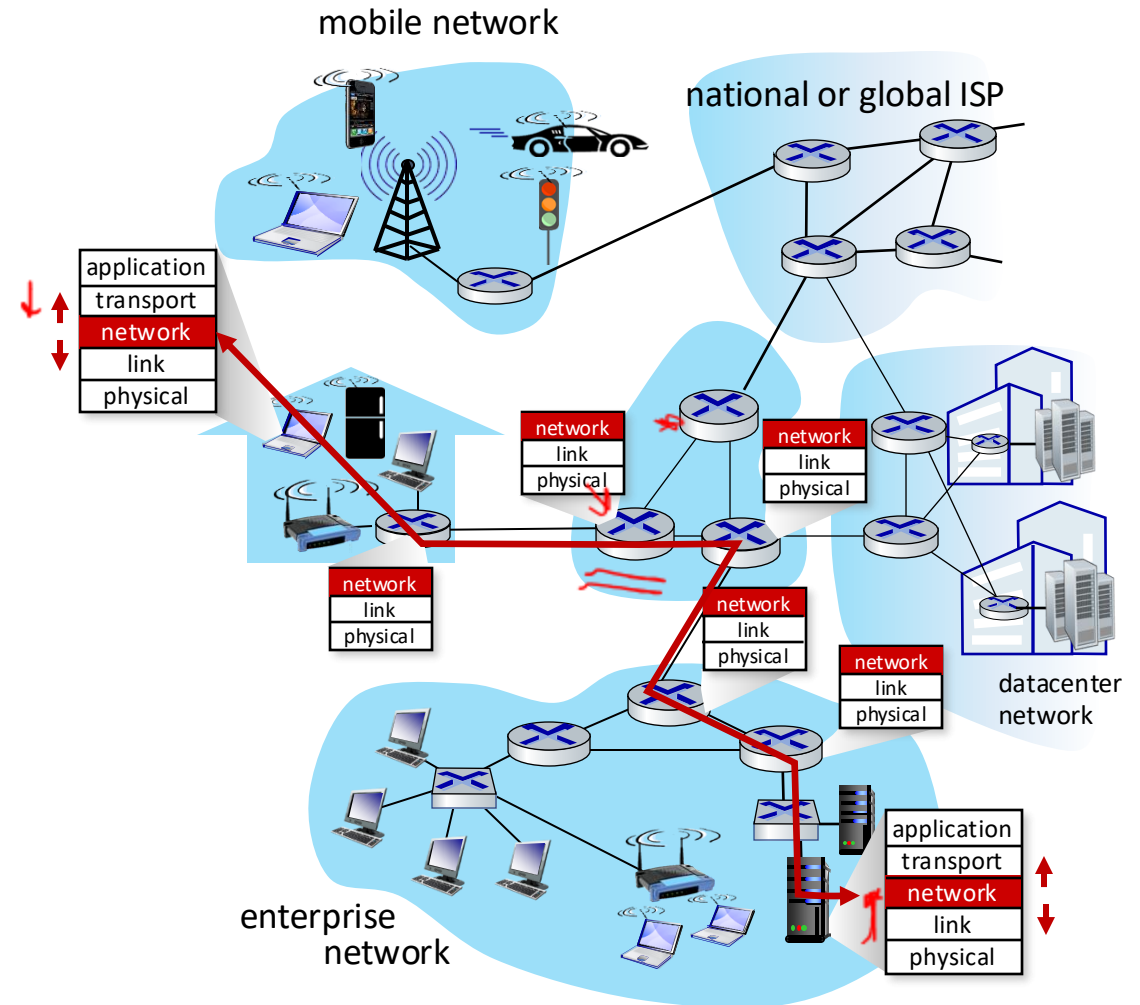 mobile network
national or global ISP
application
transport
network
link
physical
network
link
physical
network
link
physical
network
link
physical
network
link
physical
network
link
physical
datacenter
network
application
transport
network
link
physical
enterprise
network